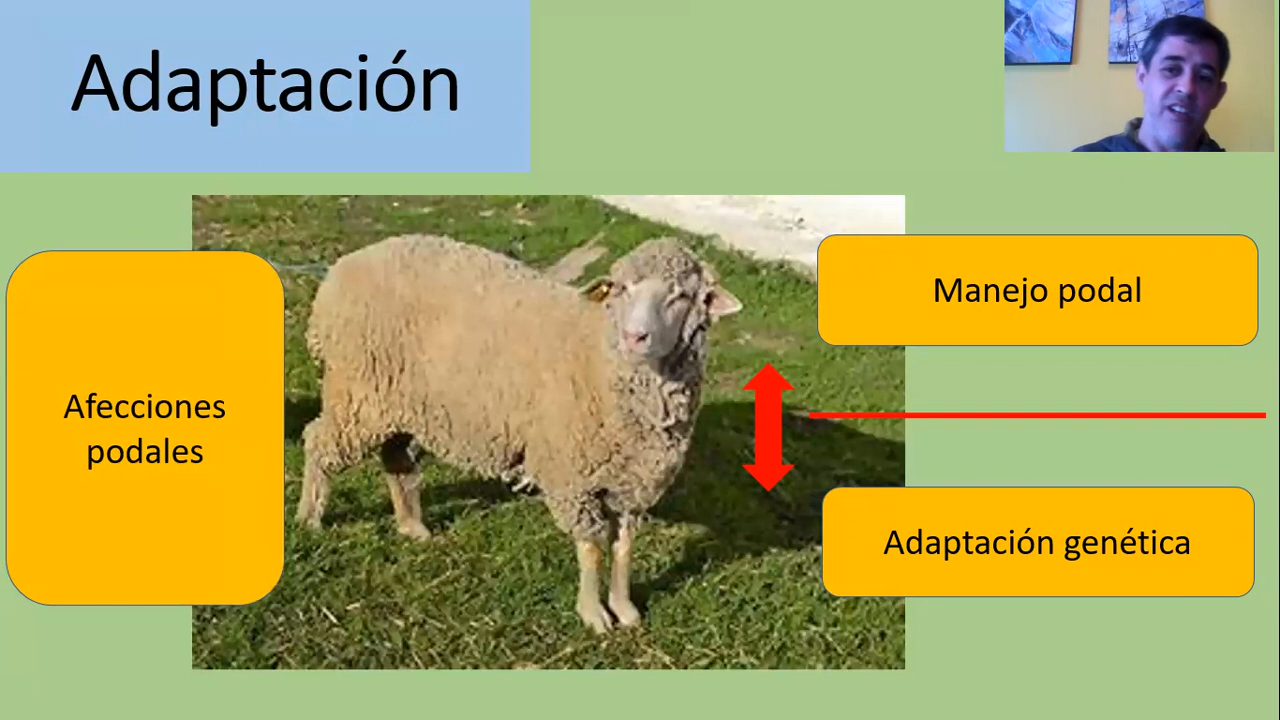 Adaptación
Manejo podal
Afecciones
podales
Adaptación genética